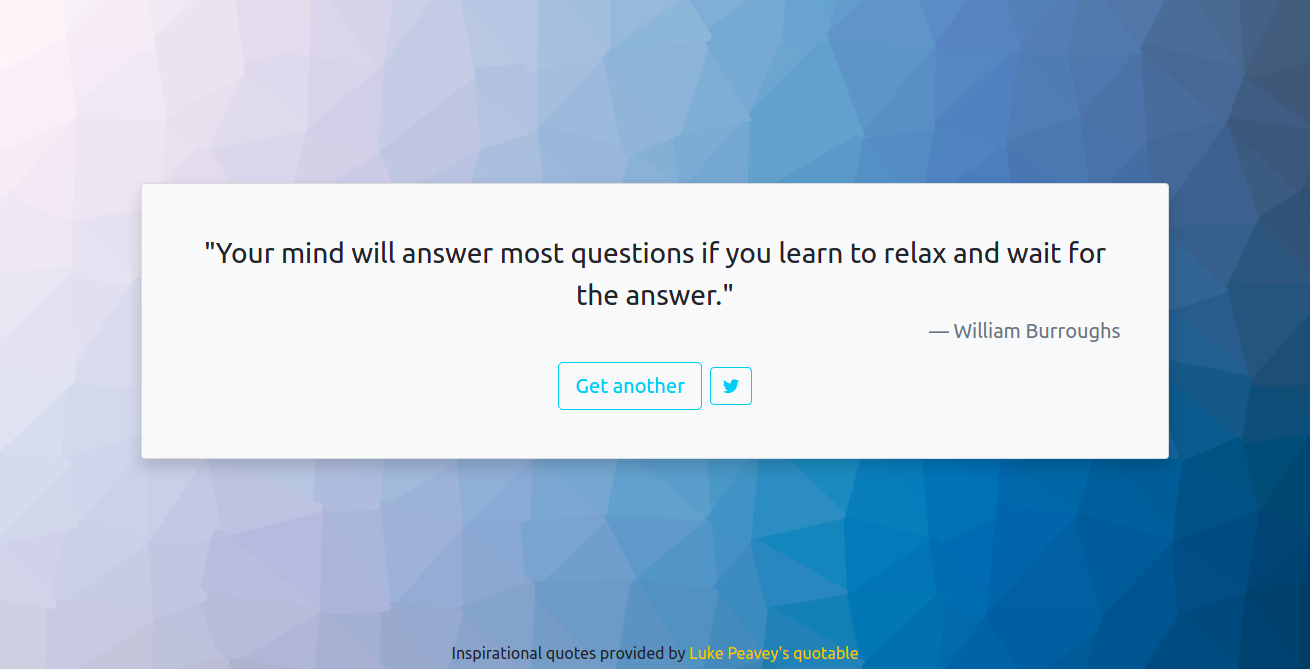 "Your mind will answer most questions if you learn to relax and wait for
the answer."
— William Burroughs
Get another
Inspirational quotes provided by Luke Peavey's quotable